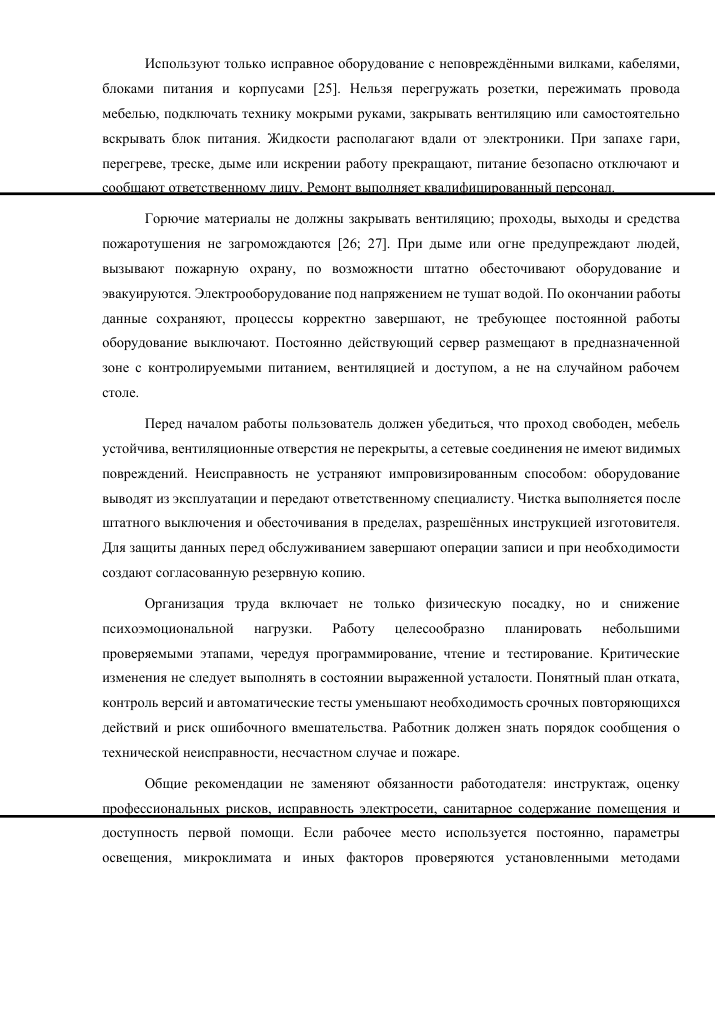 Используют только исправное оборудование с неповреждёнными вилками, кабелями,
блоками питания и корпусами [25]. Нельзя перегружать розетки, пережимать провода
мебелью, подключать технику мокрыми руками, закрывать вентиляцию или самостоятельно
вскрывать блок питания. Жидкости располагают вдали от электроники. При запахе гари,
перегреве, треске, дыме или искрении работу прекращают, питание безопасно отключают и
сообщают ответственному лицу. Ремонт выполняет квалифицированный персонал.
Горючие материалы не должны закрывать вентиляцию; проходы, выходы и средства
пожаротушения не загромождаются [26; 27]. При дыме или огне предупреждают людей,
вызывают пожарную охрану, по возможности штатно обесточивают оборудование и
эвакуируются. Электрооборудование под напряжением не тушат водой. По окончании работы
данные сохраняют, процессы корректно завершают, не требующее постоянной работы
оборудование выключают. Постоянно действующий сервер размещают в предназначенной
зоне с контролируемыми питанием, вентиляцией и доступом, а не на случайном рабочем
столе.
Перед началом работы пользователь должен убедиться, что проход свободен, мебель
устойчива, вентиляционные отверстия не перекрыты, а сетевые соединения не имеют видимых
повреждений. Неисправность не устраняют импровизированным способом: оборудование
выводят из эксплуатации и передают ответственному специалисту. Чистка выполняется после
штатного выключения и обесточивания в пределах, разрешённых инструкцией изготовителя.
Для защиты данных перед обслуживанием завершают операции записи и при необходимости
создают согласованную резервную копию.
Организация труда включает не только физическую посадку, но и снижение
психоэмоциональной нагрузки. Работу целесообразно планировать небольшими
проверяемыми этапами, чередуя программирование, чтение и тестирование. Критические
изменения не следует выполнять в состоянии выраженной усталости. Понятный план отката,
контроль версий и автоматические тесты уменьшают необходимость срочных повторяющихся
действий и риск ошибочного вмешательства. Работник должен знать порядок сообщения о
технической неисправности, несчастном случае и пожаре.
Общие рекомендации не заменяют обязанности работодателя: инструктаж, оценку
профессиональных рисков, исправность электросети, санитарное содержание помещения и
доступность первой помощи. Если рабочее место используется постоянно, параметры
освещения, микроклимата и иных факторов проверяются установленными методами